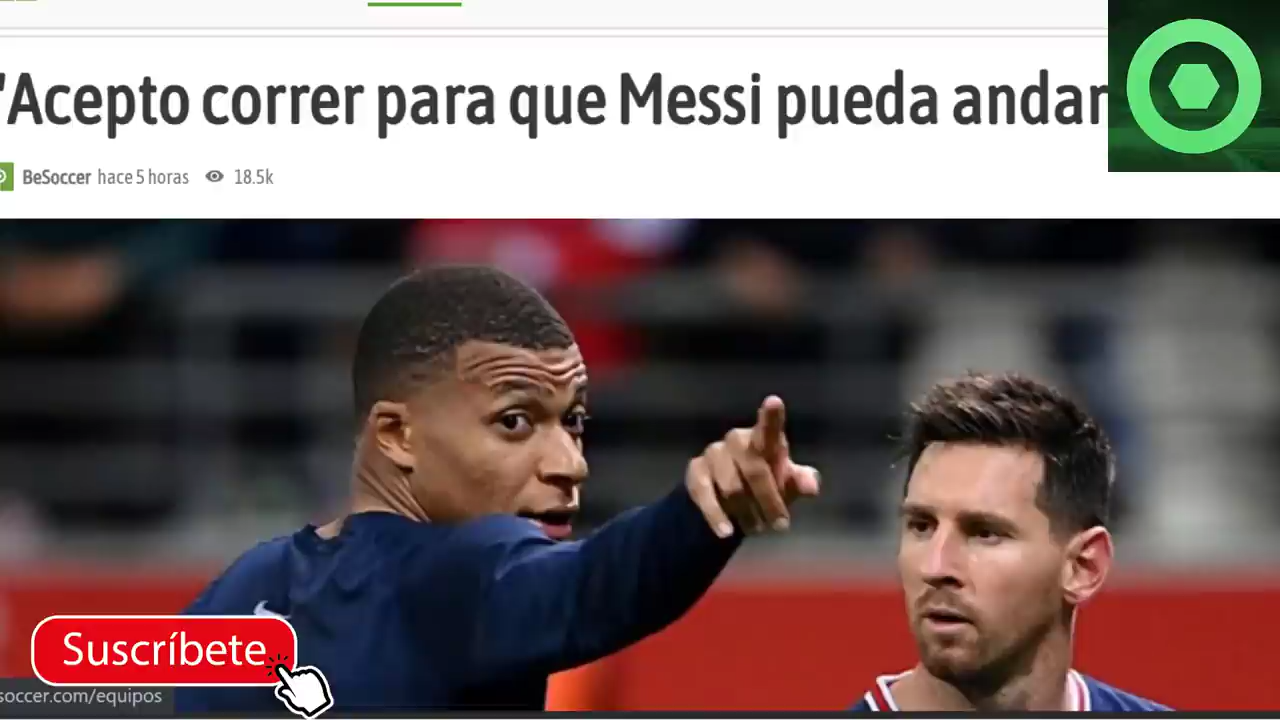 "Acepto correr para que Messi pueda andar
BeSoccer hace 5 horas 18.5k
Suscríbete
soccer.com/equipos